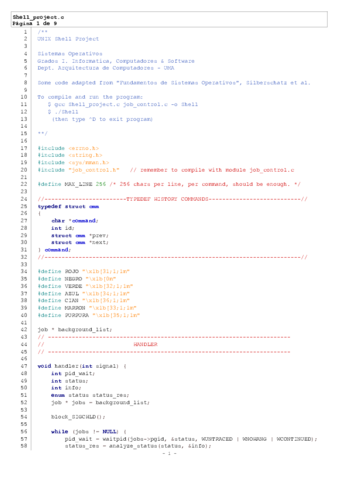 Shell_project.c
Página 1 de 9
1 /**
2 UNIX Shell Project
3
4 Sistemas Operativos
5 Grados I. Informatica, Computadores & Software
6 Dept. Arquitectura de Computadores - UMA
7
8 Some code adapted from "Fundamentos de Sistemas Operativos", Silberschatz et al.
9
10 To compile and run the program:
11 $ gcc Shell_project.c job_control.c -o Shell
12 $ ./Shell
13 (then type ^D to exit program)
14
15 **/
16
17 #include <errno.h>
18 #include <string.h>
19 #include <sys/mman.h>
20 #include "job_control.h" // remember to compile with module job_control.c
21
22 #define MAX_LINE 256 /* 256 chars per line, per command, should be enough. */
23
24 //------------------------TYPEDEF HISTORY COMMANDS---------------------------//
25 typedef struct
26 {
27 char *
28 int id;
29 struct *prev;
30 struct *next;
31 }
32 //---------------------------------------------------------------------------//
33
34 #define ROJO "\x1b[31;1;1m"
35 #define NEGRO "\x1b[0m"
36 #define VERDE "\x1b[32;1;1m"
37 #define AZUL "\x1b[34;1;1m"
38 #define CIAN "\x1b[36;1;1m"
39 #define MARRON "\x1b[33;1;1m"
40 #define PURPURA "\x1b[35;1;1m"
41
42 job * background_list;
43 // -----------------------------------------------------------------------
44 // HANDLER
45 // -----------------------------------------------------------------------
46
47 void handler(int signal) {
48 int pid_wait;
49 int status;
50 int info;
51 enum status status_res;
52 job * jobs = background_list;
53
54 block_SIGCHLD();
55
56 while (jobs != NULL) {
57 pid_wait = waitpid(jobs->pgid, &status, WUNTRACED | WNOHANG | WCONTINUED);
58 status_res = analyze_status(status, &info);
- 1 -